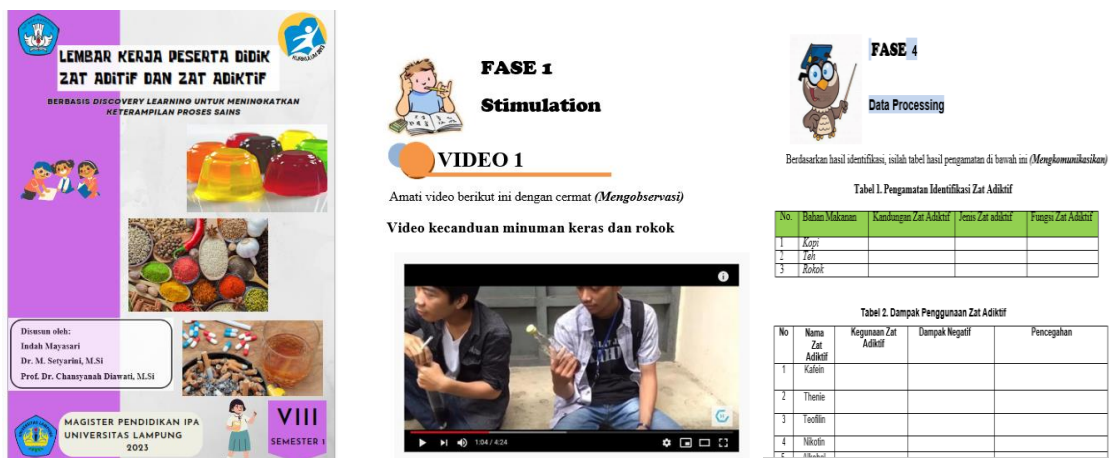 LEMBAR KERJA PESERTA DIDIK
ZAT ADITIF DAN ZAT ADIKTIF
BERBASIS DISCOVERY LEARNING UNTUK MENINGKATKAN
KETERAMPILAN PROSES SAINS
Disusun oleh:
Indah Mayasari
Dr. M. Setyarini, M.Si
Prof. Dr. Chansyanah Diawati, M.Si
MAGISTER PENDIDIKAN IPA
UNIVERSITAS LAMPUNG
2023
VIII
SEMESTER 1
FASE 1
Stimulation
VIDEO 1
Amati video berikut ini dengan cermat (Mengobservasi)
Video kecanduan minuman keras dan rokok
1:04 / 4:24
FASE 4
Data Processing
Berdasarkan hasil identifikasi, isilah tabel hasil pengamatan di bawah ini (Mengkomunikasikan)
Tabel 1. Pengamatan Identifikasi Zat Adiktif
No. Bahan Makanan Kandungan Zat Adiktif Jenis Zat adiktif Fungsi Zat Adiktif
1 Kopi
2 Teh
3 Rokok
Tabel 2. Dampak Penggunaan Zat Adiktif
No Nama Zat Adiktif Kegunaan Zat Adiktif Dampak Negatif Pencegahan
1 Kafein
2 Thenie
3 Teofilin
4 Nikotin
5 Alkohol